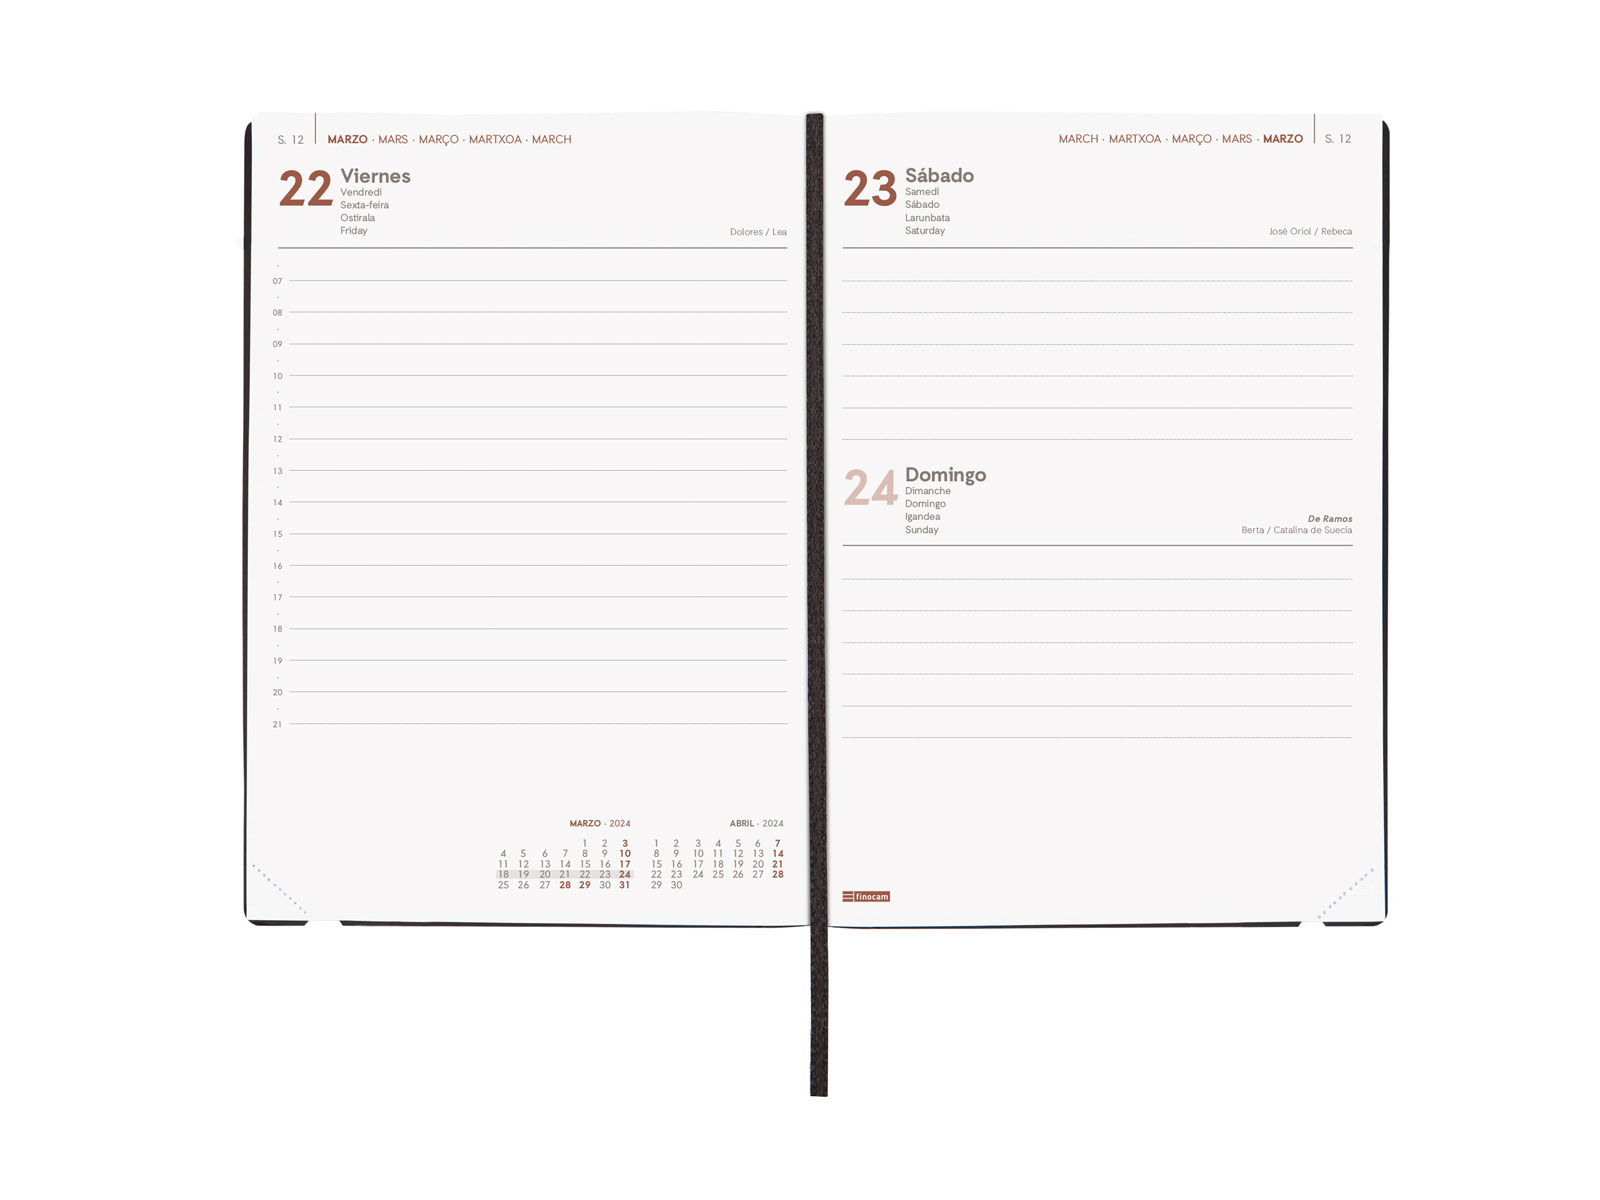 S. 12
MARZO · MARS · MARÇO · MARTXOA · MARCH
22 Viernes
Vendredi
Sexta-feira
Ostirala
Friday
Dolores / Lea
07
08
09
10
11
12
13
14
15
16
17
18
19
20
21
MARZO · 2024
1 2 3
4 5 6 7 8 9 10
11 12 13 14 15 16 17
18 19 20 21 22 23 24
25 26 27 28 29 30 31
ABRIL · 2024
1 2 3 4 5 6 7
8 9 10 11 12 13 14
15 16 17 18 19 20 21
22 23 24 25 26 27 28
29 30
MARCH · MARTXOA · MARÇO · MARS · MARZO
S. 12
23 Sábado
Samedi
Sábado
Larunbata
Saturday
José Oriol / Rebeca
24 Domingo
Dimanche
Domingo
Igandea
Sunday
De Ramos
Berta / Catalina de Suecia
finocam